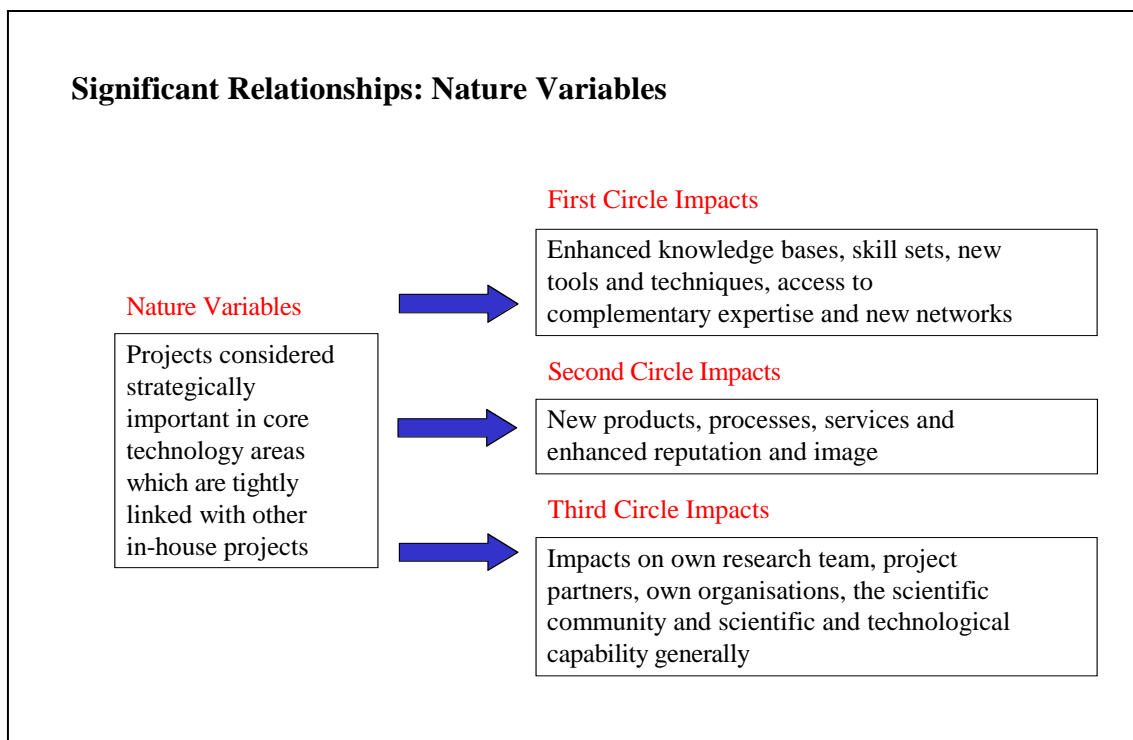 Significant Relationships: Nature Variables
First Circle Impacts
Enhanced knowledge bases, skill sets, new
tools and techniques, access to
complementary expertise and new networks
Nature Variables
Projects considered
strategically
important in core
technology areas
which are tightly
linked with other
in-house projects
Second Circle Impacts
New products, processes, services and
enhanced reputation and image
Third Circle Impacts
Impacts on own research team, project
partners, own organisations, the scientific
community and scientific and technological
capability generally